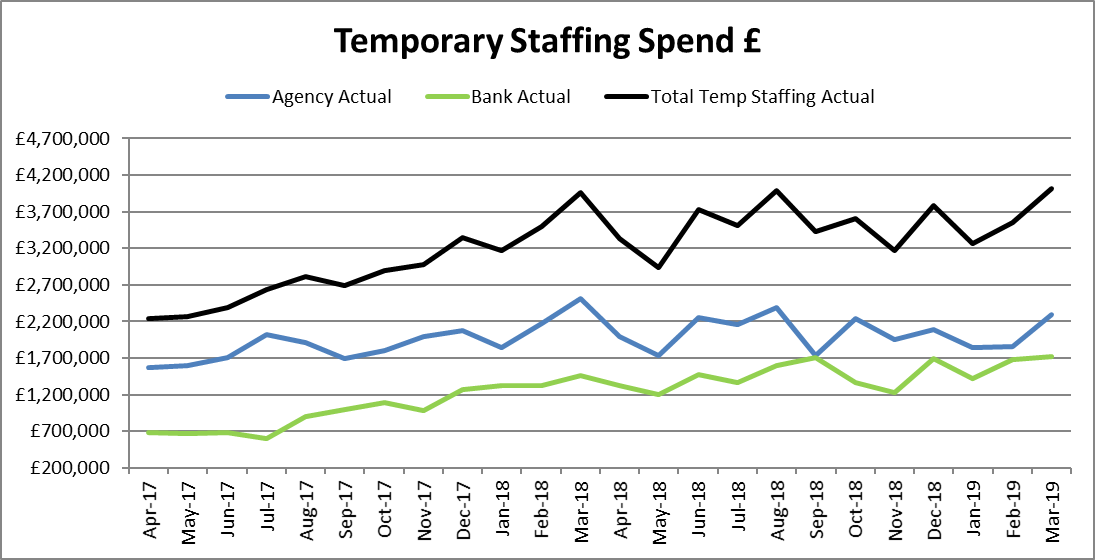 Temporary Staffing Spend £
Agency Actual Bank Actual Total Temp Staffing Actual
£4,700,000
£4,200,000
£3,700,000
£3,200,000
£2,700,000
£2,200,000
£1,700,000
£1,200,000
£700,000
£200,000
Apr-17
May-17
Jun-17
Jul-17
Aug-17
Sep-17
Oct-17
Nov-17
Dec-17
Jan-18
Feb-18
Mar-18
Apr-18
May-18
Jun-18
Jul-18
Aug-18
Sep-18
Oct-18
Nov-18
Dec-18
Jan-19
Feb-19
Mar-19